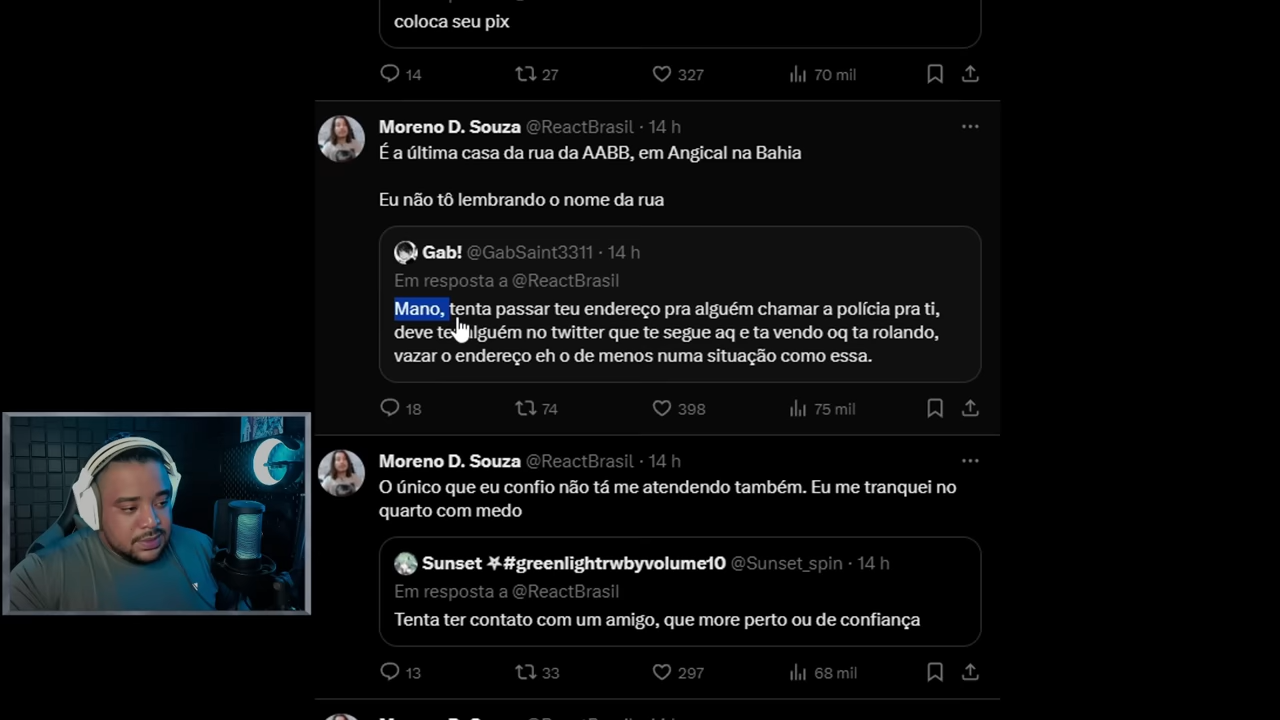 coloca seu pix
14 27 327 70 mil
Moreno D. Souza @ReactBrasil · 14 h
É a última casa da rua da AABB, em Angical na Bahia
Eu não tô lembrando o nome da rua
Gab! @GabSaint3311 · 14 h
Em resposta a @ReactBrasil
Mano, tenta passar teu endereço pra alguém chamar a polícia pra ti,
deve ter alguém no twitter que te segue aq e ta vendo oq ta rolando,
vazar o endereço eh o de menos numa situação como essa.
18 74 398 75 mil
Moreno D. Souza @ReactBrasil · 14 h
O único que eu confio não tá me atendendo também. Eu me tranquei no
quarto com medo
Sunset ⛧#greenlightrwbyvolume10 @Sunset_spin · 14 h
Em resposta a @ReactBrasil
Tenta ter contato com um amigo, que more perto ou de confiança
13 33 297 68 mil